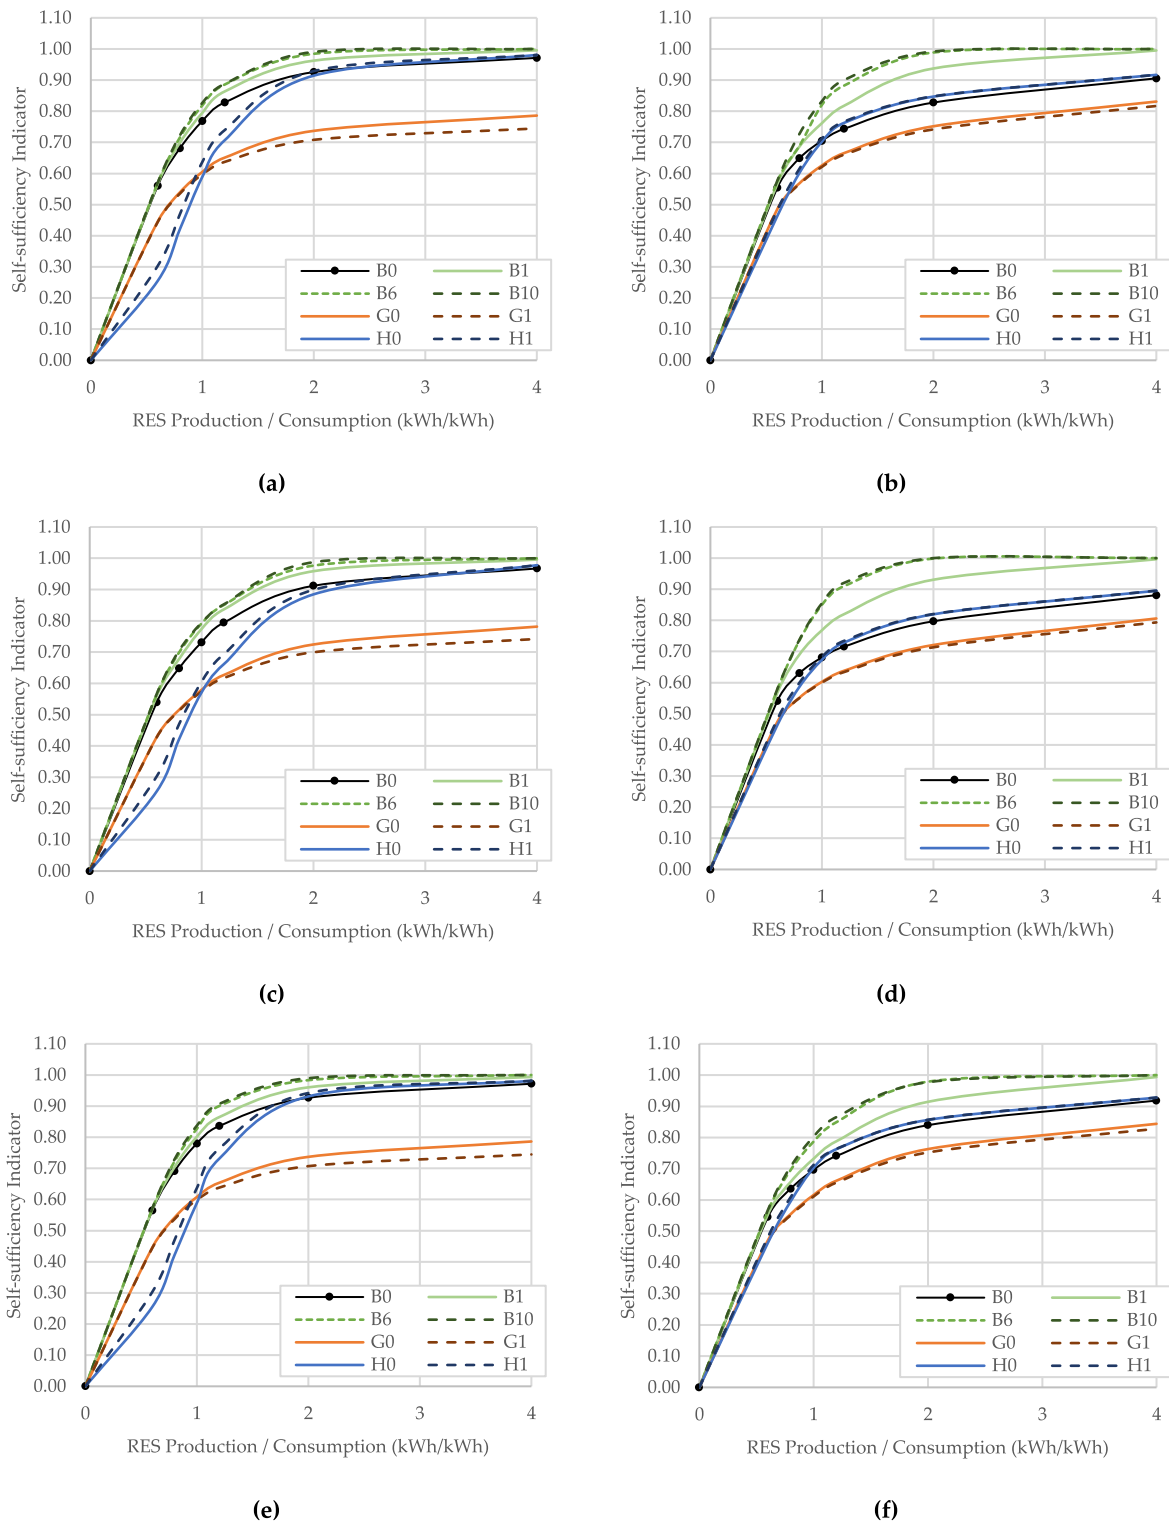 1.10
1.00
0.90
0.80
0.70
0.60
0.50
0.40
0.30
0.20
0.10
0.00
Self-sufficiency Indicator
B0 B1
B6 B10
G0 G1
H0 H1
0 1 2 3 4
RES Production / Consumption (kWh/kWh)
(a)
1.10
1.00
0.90
0.80
0.70
0.60
0.50
0.40
0.30
0.20
0.10
0.00
Self-sufficiency Indicator
B0 B1
B6 B10
G0 G1
H0 H1
0 1 2 3 4
RES Production / Consumption (kWh/kWh)
(b)
1.10
1.00
0.90
0.80
0.70
0.60
0.50
0.40
0.30
0.20
0.10
0.00
Self-sufficiency Indicator
B0 B1
B6 B10
G0 G1
H0 H1
0 1 2 3 4
RES Production / Consumption (kWh/kWh)
(c)
1.10
1.00
0.90
0.80
0.70
0.60
0.50
0.40
0.30
0.20
0.10
0.00
Self-sufficiency Indicator
B0 B1
B6 B10
G0 G1
H0 H1
0 1 2 3 4
RES Production / Consumption (kWh/kWh)
(d)
1.10
1.00
0.90
0.80
0.70
0.60
0.50
0.40
0.30
0.20
0.10
0.00
Self-sufficiency Indicator
B0 B1
B6 B10
G0 G1
H0 H1
0 1 2 3 4
RES Production / Consumption (kWh/kWh)
(e)
1.10
1.00
0.90
0.80
0.70
0.60
0.50
0.40
0.30
0.20
0.10
0.00
Self-sufficiency Indicator
B0 B1
B6 B10
G0 G1
H0 H1
0 1 2 3 4
RES Production / Consumption (kWh/kWh)
(f)